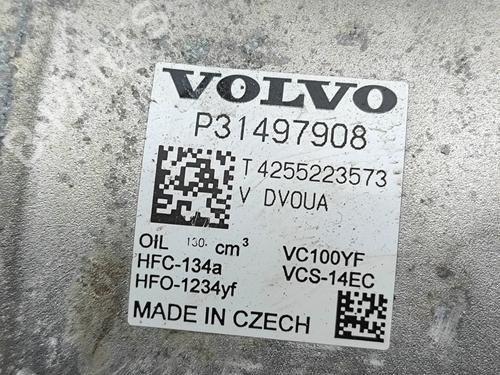 VOLVO
P31497908
T 4255223573
V DV0UA
OIL 130 cm³
HFC-134a
HFO-1234yf
VC100YF
VCS-14EC
MADE IN CZECH